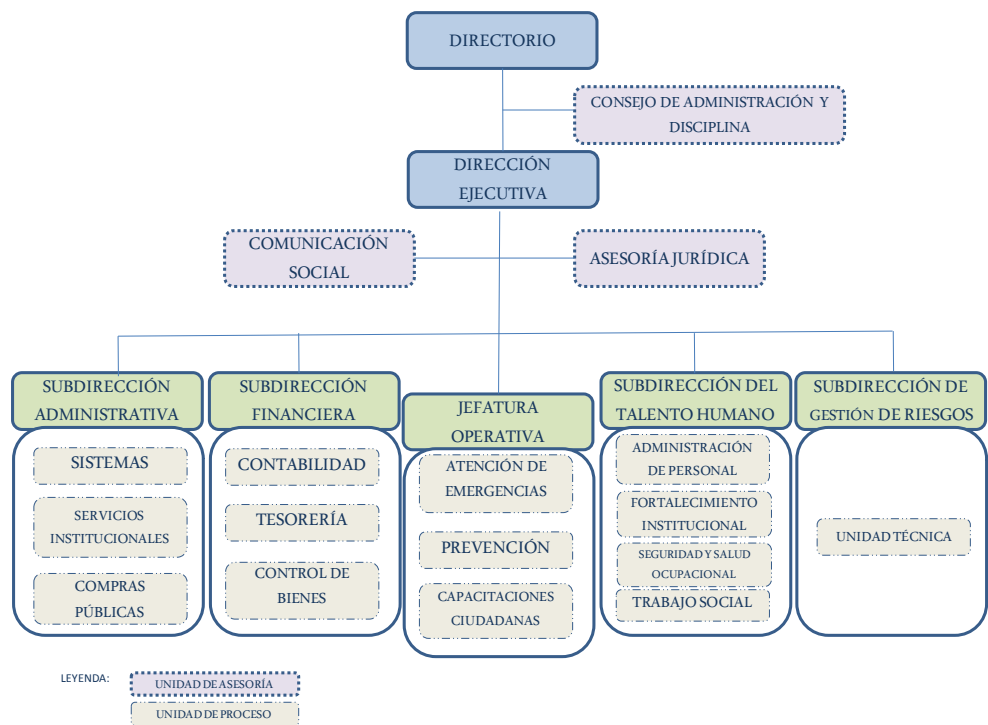 DIRECTORIO
CONSEJO DE ADMINISTRACIÓN Y
DISCIPLINA
DIRECCIÓN
EJECUTIVA
COMUNICACIÓN
SOCIAL
ASESORÍA JURÍDICA
SUBDIRECCIÓN
ADMINISTRATIVA
SISTEMAS
SERVICIOS
INSTITUCIONALES
COMPRAS
PÚBLICAS
SUBDIRECCIÓN
FINANCIERA
CONTABILIDAD
TESORERÍA
CONTROL DE
BIENES
JEFATURA
OPERATIVA
ATENCIÓN DE
EMERGENCIAS
PREVENCIÓN
CAPACITACIONES
CIUDADANAS
SUBDIRECCIÓN DEL
TALENTO HUMANO
ADMINISTRACIÓN
DE PERSONAL
FORTALECIMIENTO
INSTITUCIONAL
SEGURIDAD Y SALUD
OCUPACIONAL
TRABAJO SOCIAL
SUBDIRECCIÓN DE
GESTIÓN DE RIESGOS
UNIDAD TÉCNICA
LEYENDA:
UNIDAD DE ASESORÍA
UNIDAD DE PROCESO